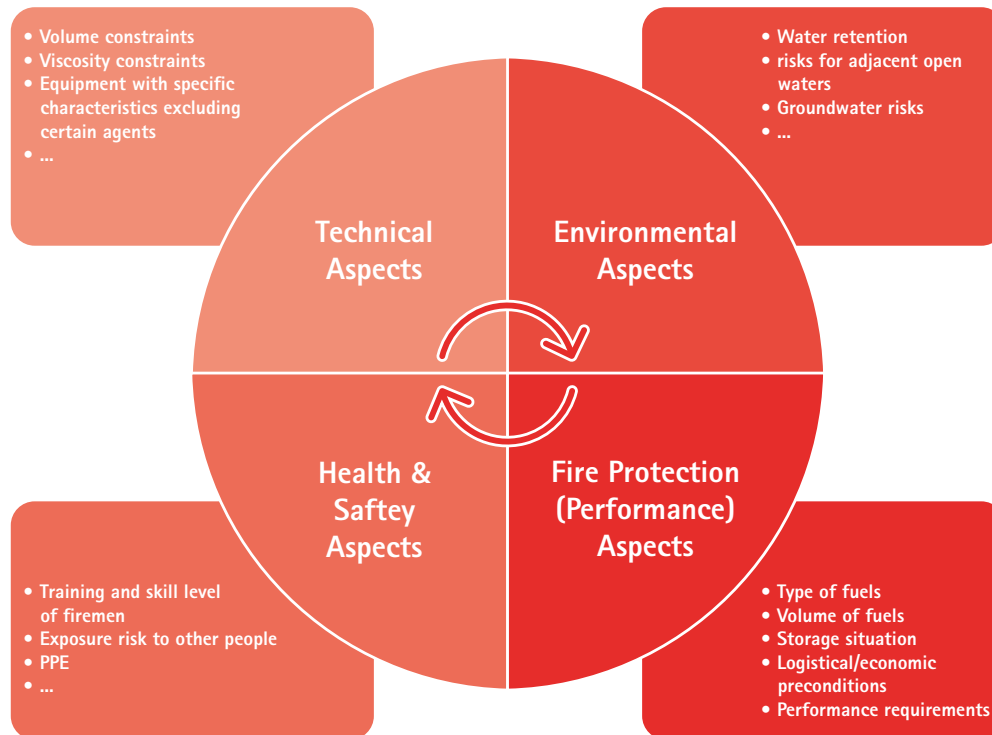 • Volume constraints
• Viscosity constraints
• Equipment with specific
characteristics excluding
certain agents
• ...
• Water retention
• risks for adjacent open
waters
• Groundwater risks
• ...
Technical
Aspects
Environmental
Aspects
Health &
Saftey
Aspects
Fire Protection
(Performance)
Aspects
• Training and skill level
of firemen
• Exposure risk to other people
• PPE
• ...
• Type of fuels
• Volume of fuels
• Storage situation
• Logistical/economic
preconditions
• Performance requirements